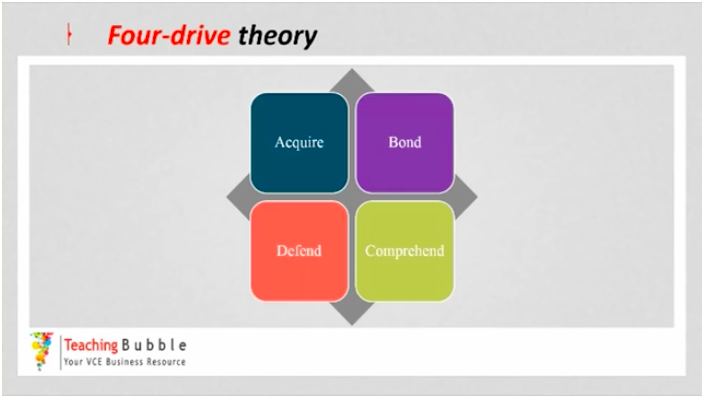 Four-drive theory
Acquire
Bond
Defend
Comprehend
Teaching Bubble
Your VCE Business Resource